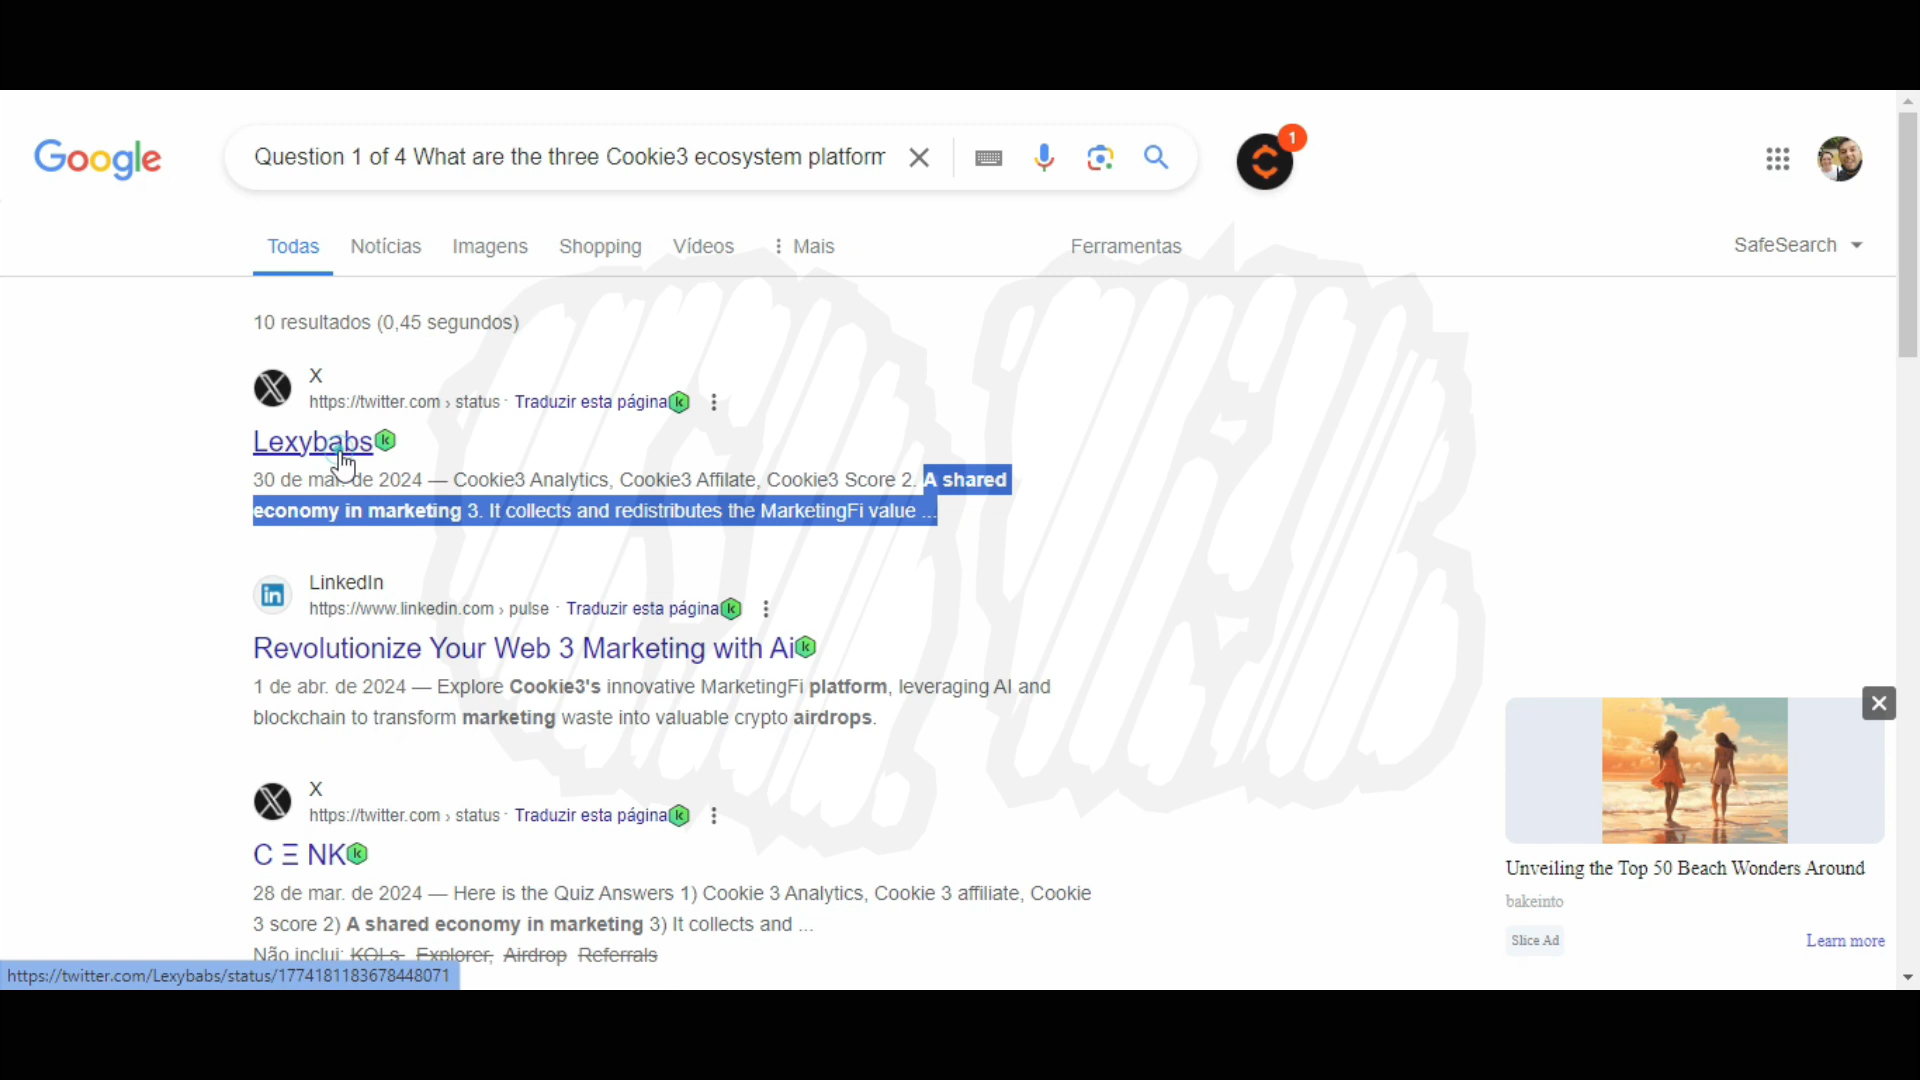 Google
Question 1 of 4 What are the three Cookie3 ecosystem platform
1
Todas Notícias Imagens Shopping Vídeos Mais Ferramentas SafeSearch
10 resultados (0,45 segundos)
X
https://twitter.com › status · Traduzir esta página
Lexybabs
30 de mar. de 2024 — Cookie3 Analytics, Cookie3 Affilate, Cookie3 Score 2. A shared
economy in marketing 3. It collects and redistributes the MarketingFi value ...
LinkedIn
https://www.linkedin.com › pulse · Traduzir esta página
Revolutionize Your Web 3 Marketing with Ai
1 de abr. de 2024 — Explore Cookie3's innovative MarketingFi platform, leveraging AI and
blockchain to transform marketing waste into valuable crypto airdrops.
X
https://twitter.com › status · Traduzir esta página
C Ξ NK
28 de mar. de 2024 — Here is the Quiz Answers 1) Cookie 3 Analytics, Cookie 3 affiliate, Cookie
3 score 2) A shared economy in marketing 3) It collects and ...
Não inclui: KOLs Explorer, Airdrop Referrals
https://twitter.com/Lexybabs/status/1774181183678448071
Unveiling the Top 50 Beach Wonders Around
bakeinto
Slice Ad Learn more